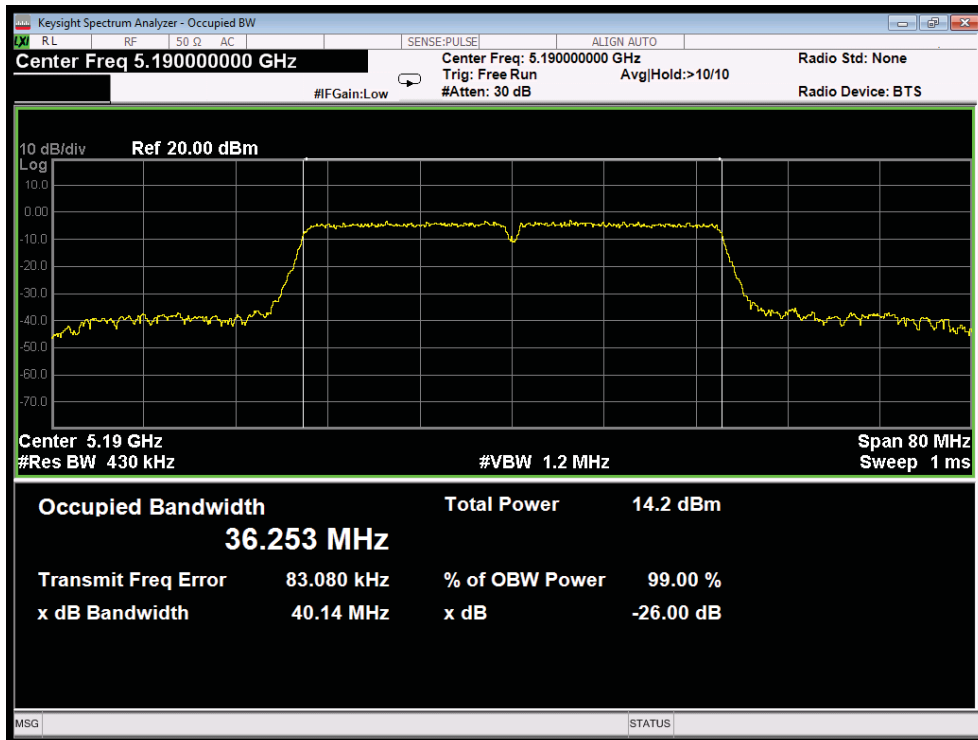 Keysight Spectrum Analyzer - Occupied BW
LXI RL RF 50 Ω AC SENSE:PULSE ALIGN AUTO
Center Freq 5.190000000 GHz
#IFGain:Low
Center Freq: 5.190000000 GHz
Trig: Free Run Avg|Hold:>10/10
#Atten: 30 dB
Radio Std: None
Radio Device: BTS
10 dB/div Ref 20.00 dBm
Log
10.0
0.00
-10.0
-20.0
-30.0
-40.0
-50.0
-60.0
-70.0
Center 5.19 GHz Span 80 MHz
#Res BW 430 kHz #VBW 1.2 MHz Sweep 1 ms
Occupied Bandwidth Total Power 14.2 dBm
36.253 MHz
Transmit Freq Error 83.080 kHz % of OBW Power 99.00 %
x dB Bandwidth 40.14 MHz x dB -26.00 dB
MSG STATUS